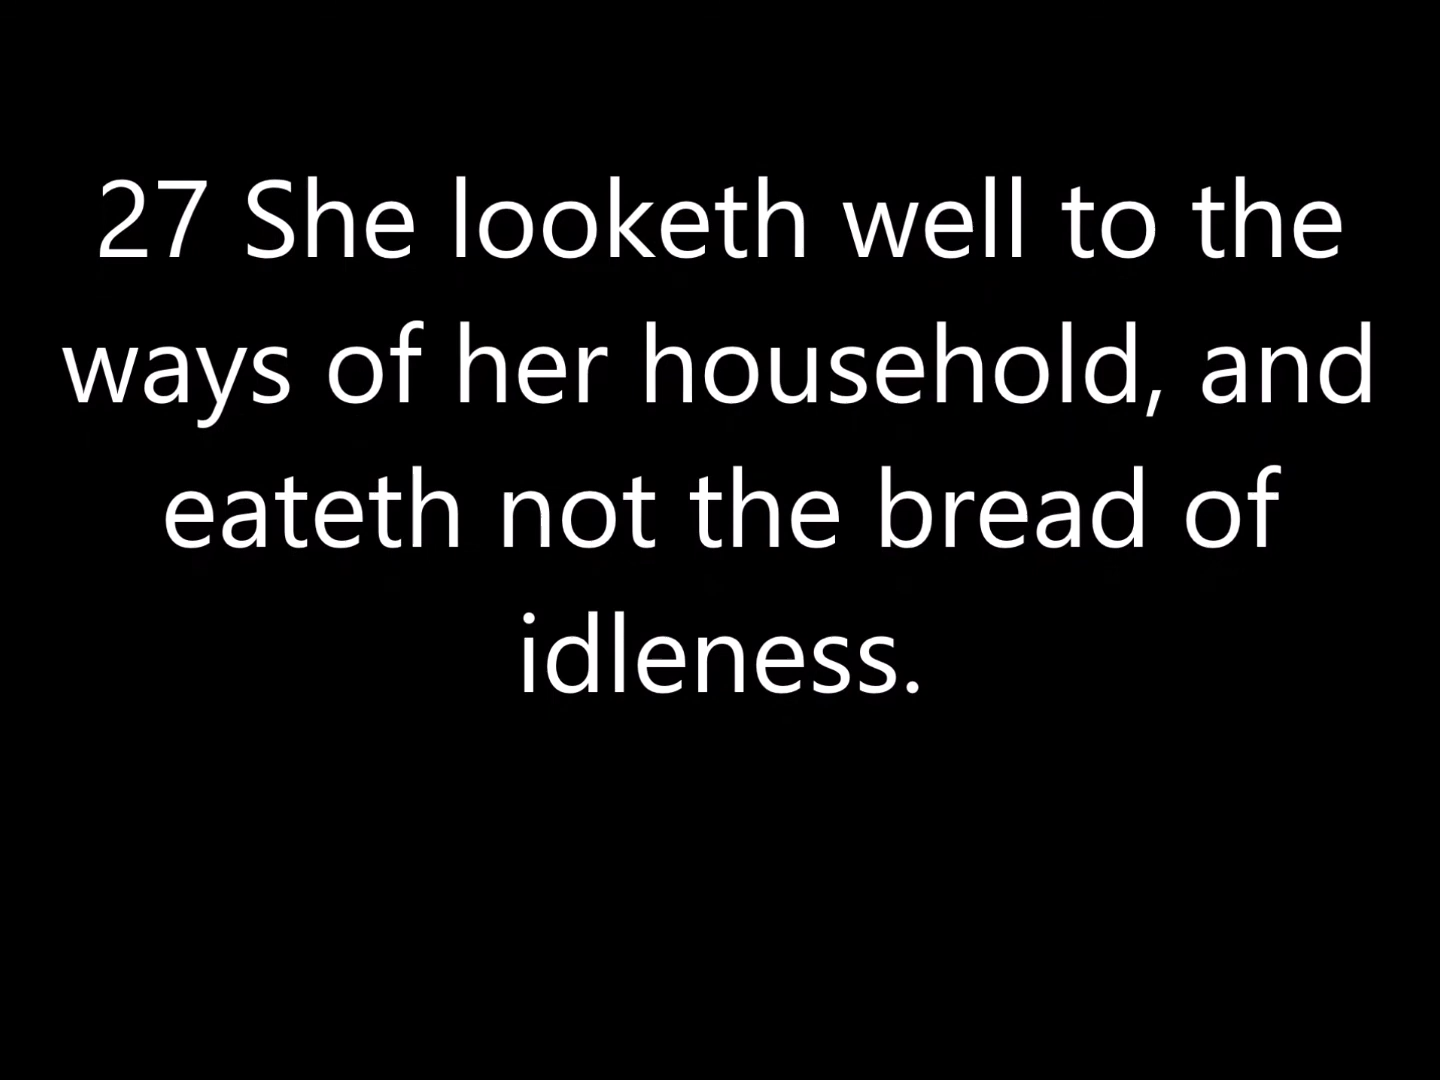 27 She looketh well to the
ways of her household, and
eateth not the bread of
idleness.